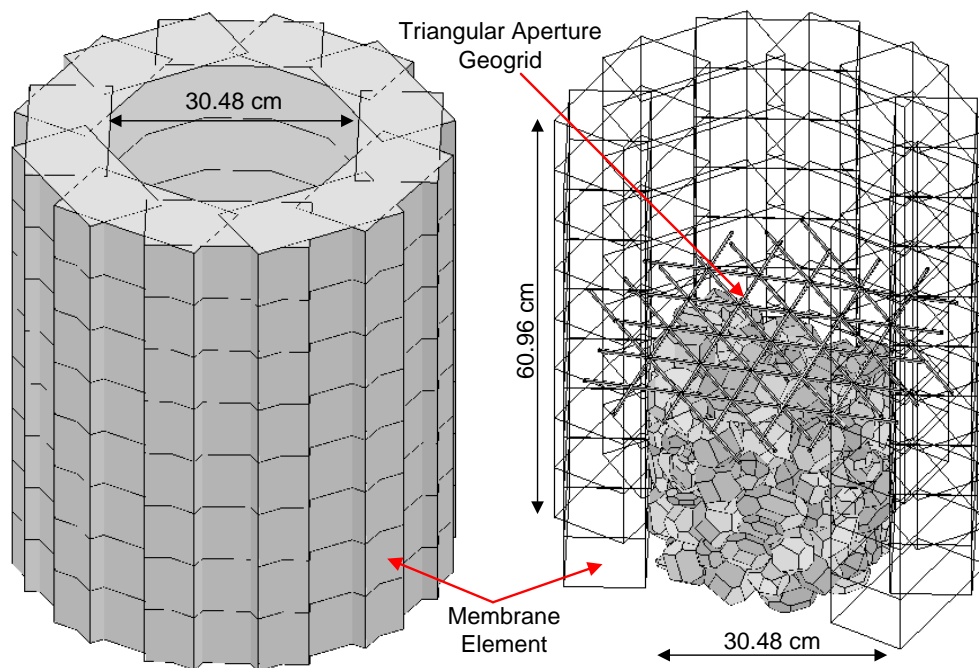 Triangular Aperture
Geogrid
30.48 cm
60.96 cm
Membrane
Element
30.48 cm